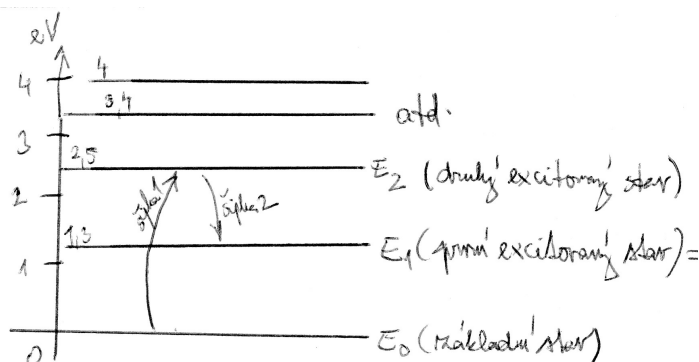 eV
4
4
3,4
atd.
3
2,5
E₂ (druhý excitovaný stav)
2
šipka 1
šipka 2
1,3
E₁ (první excitovaný stav) =
1
E₀ (základní stav)
0